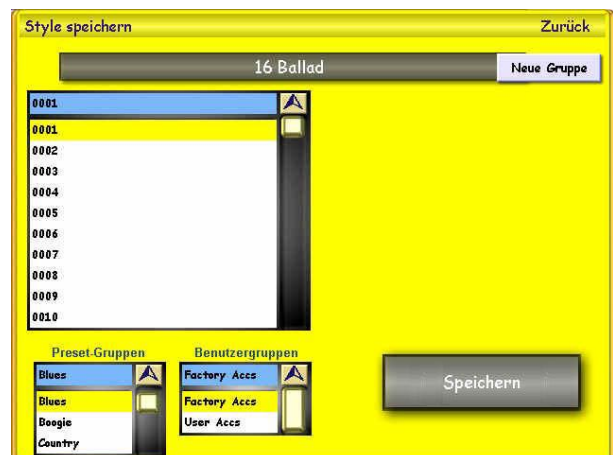 Style speichern Zurück
16 Ballad Neue Gruppe
0001
0001
0002
0003
0004
0005
0006
0007
0008
0009
0010
Preset-Gruppen Benutzergruppen
Blues Factory Accs
Blues Factory Accs
Boogie User Accs
Country
Speichern